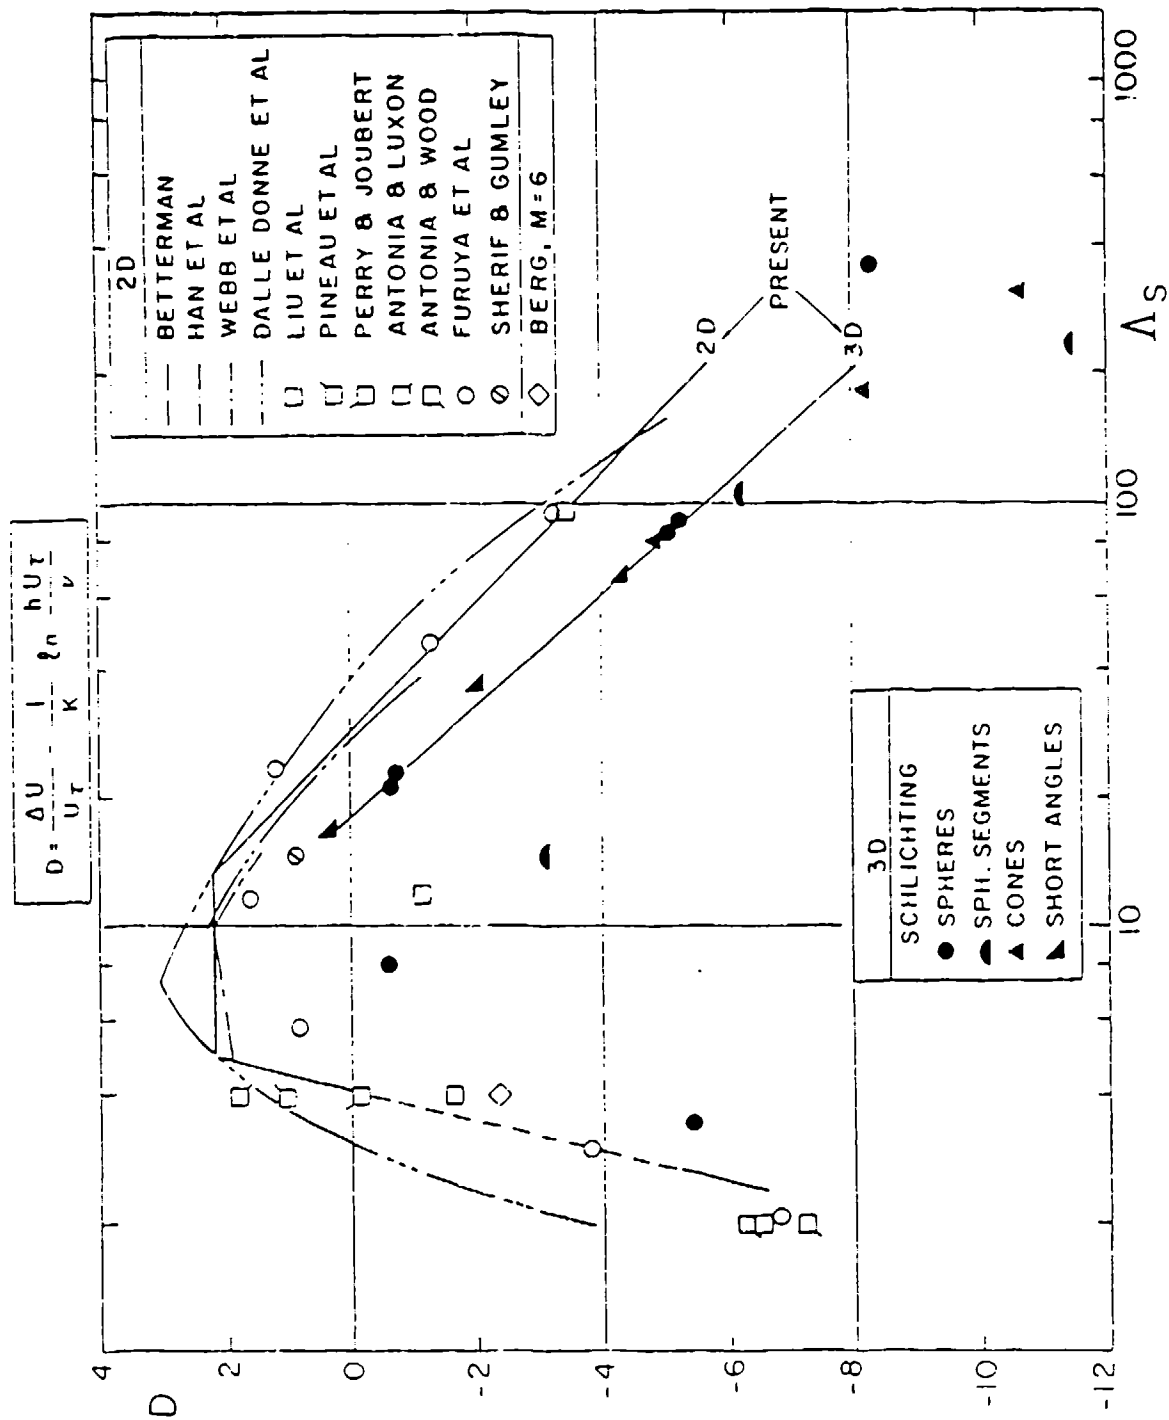 D = ΔU/Uτ - 1/K ℓn hUτ/ν
2D
BETTERMAN
HAN ET AL
WEBB ET AL
DALLE DONNE ET AL
LIU ET AL
PINEAU ET AL
PERRY & JOUBERT
ANTONIA & LUXON
ANTONIA & WOOD
FURUYA ET AL
SHERIF & GUMLEY
BERG, M=6
D
4
2
0
-2
-4
-6
-8
-10
-12
2D
3D
PRESENT
3D
SCHLICHTING
SPHERES
SPH. SEGMENTS
CONES
SHORT ANGLES
10
100
1000
ΛS